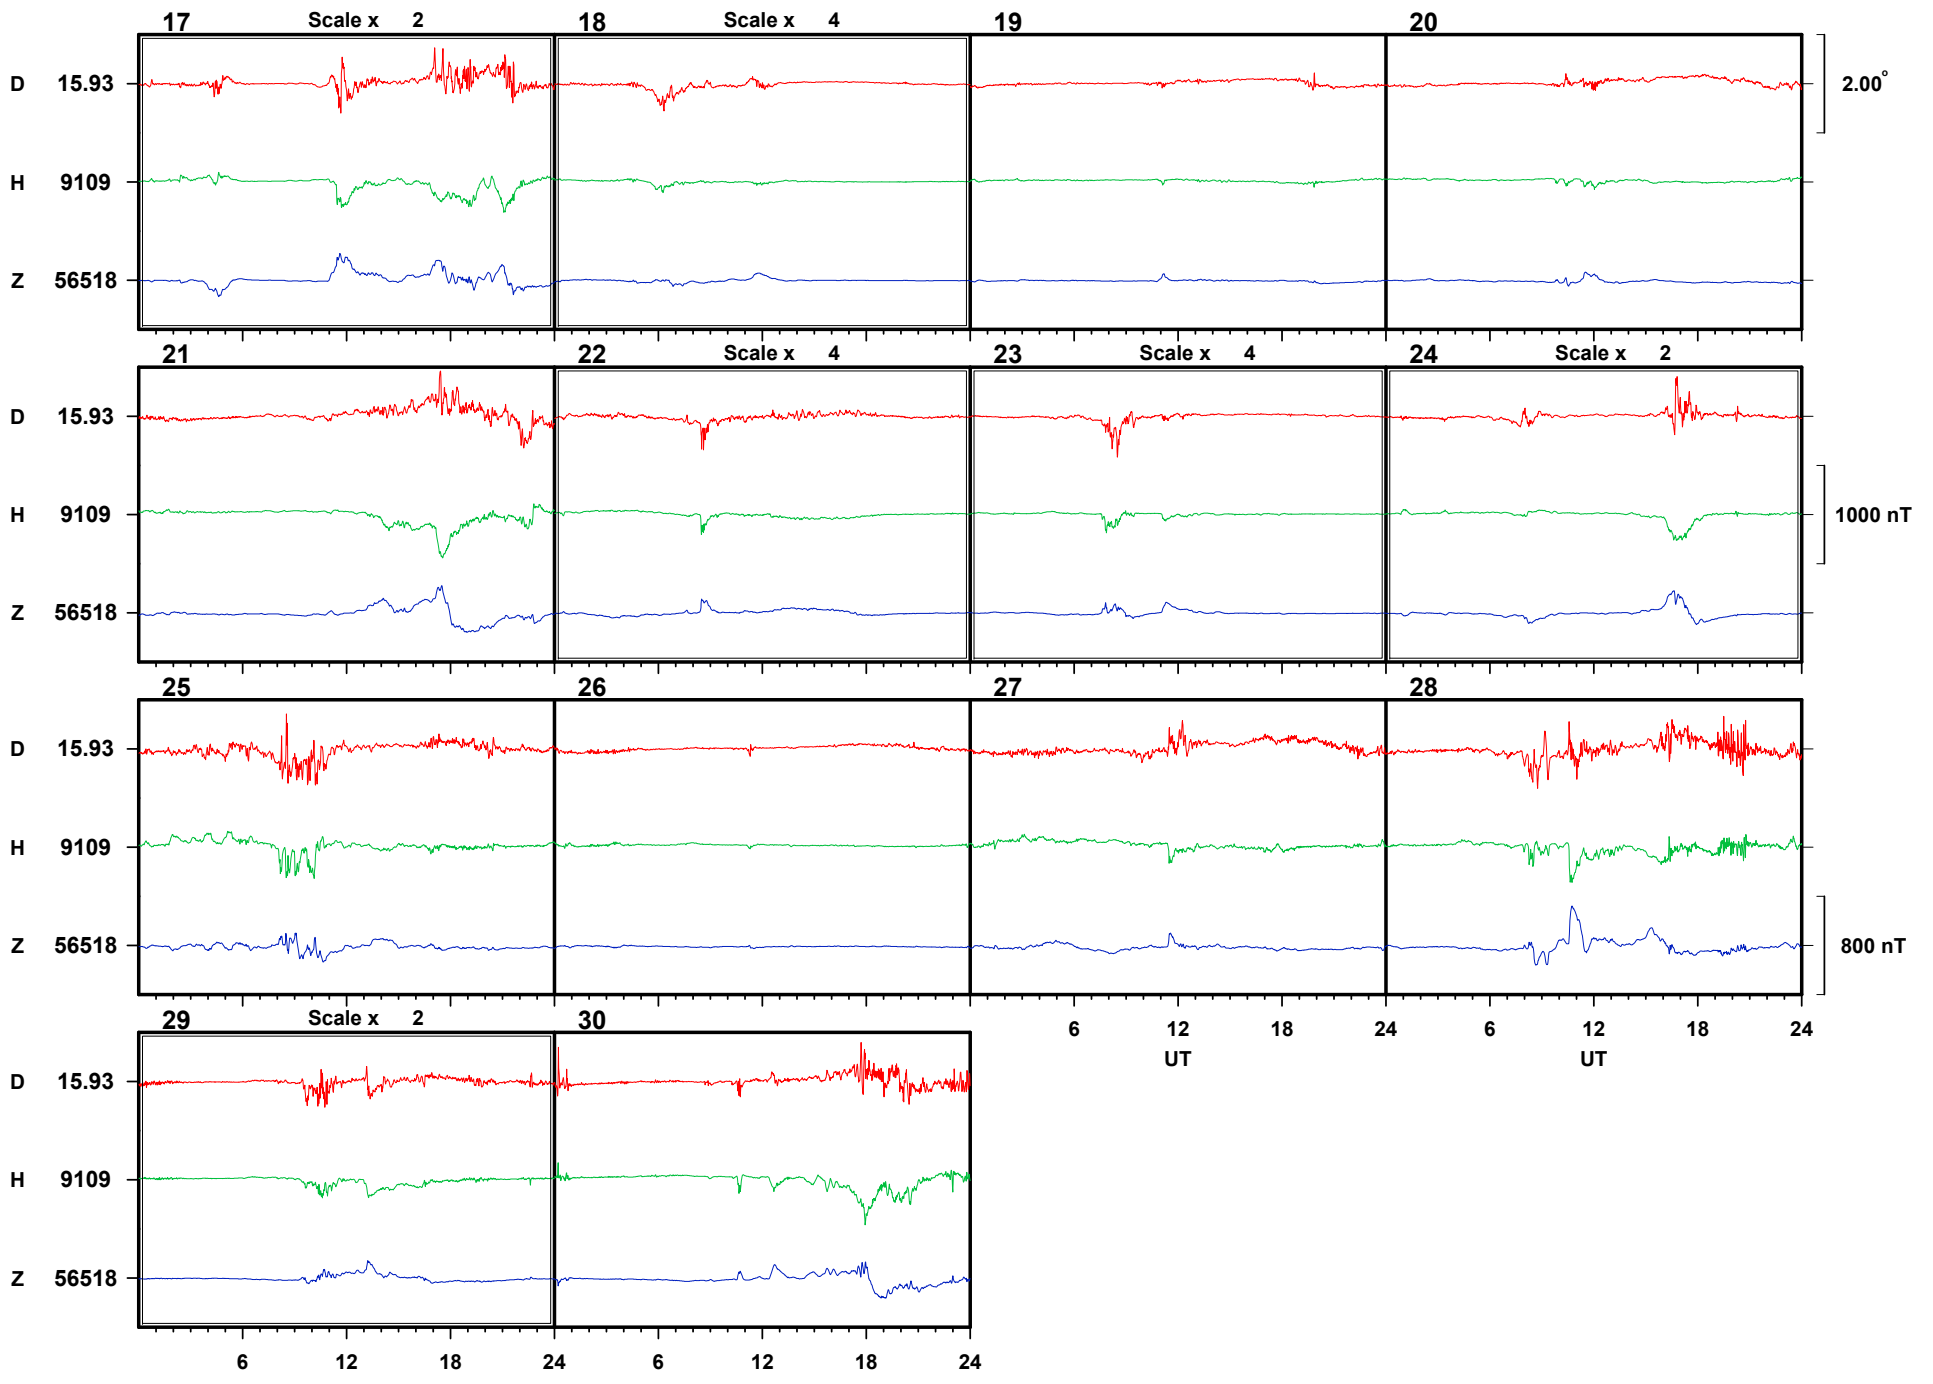 17 Scale x 2 18 Scale x 4 19 20
D 15.93 2.00°
H 9109
Z 56518
21 22 Scale x 4 23 Scale x 4 24 Scale x 2
D 15.93
H 9109 1000 nT
Z 56518
25 26 27 28
D 15.93
H 9109
Z 56518 800 nT
29 Scale x 2 30 6 12 18 24 6 12 18 24
UT UT
D 15.93
H 9109
Z 56518
6 12 18 24 6 12 18 24